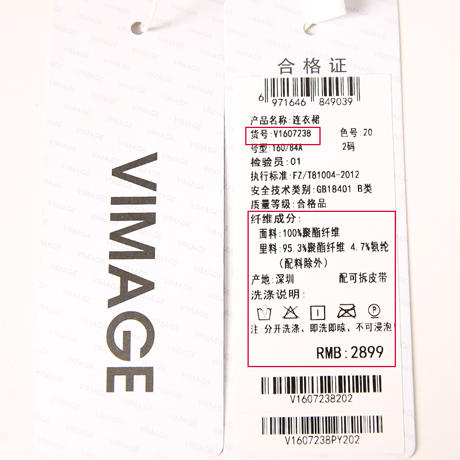 VIMAGE
合格证
6 971646 849039
产品名称:连衣裙
货号:V1607238 色号:20
号型:160/84A 2码
检验员:01
执行标准:FZ/T81004-2012
安全技术类别:GB18401 B类
质量等级:合格品
纤维成分:
面料:100%聚酯纤维
里料:95.3%聚酯纤维 4.7%氨纶
(配料除外)
产地:深圳 配可拆皮带
洗涤说明:
注:分开洗涤、即洗即晾、不可浸泡
RMB:2899
V1607238202
V1607238PY202